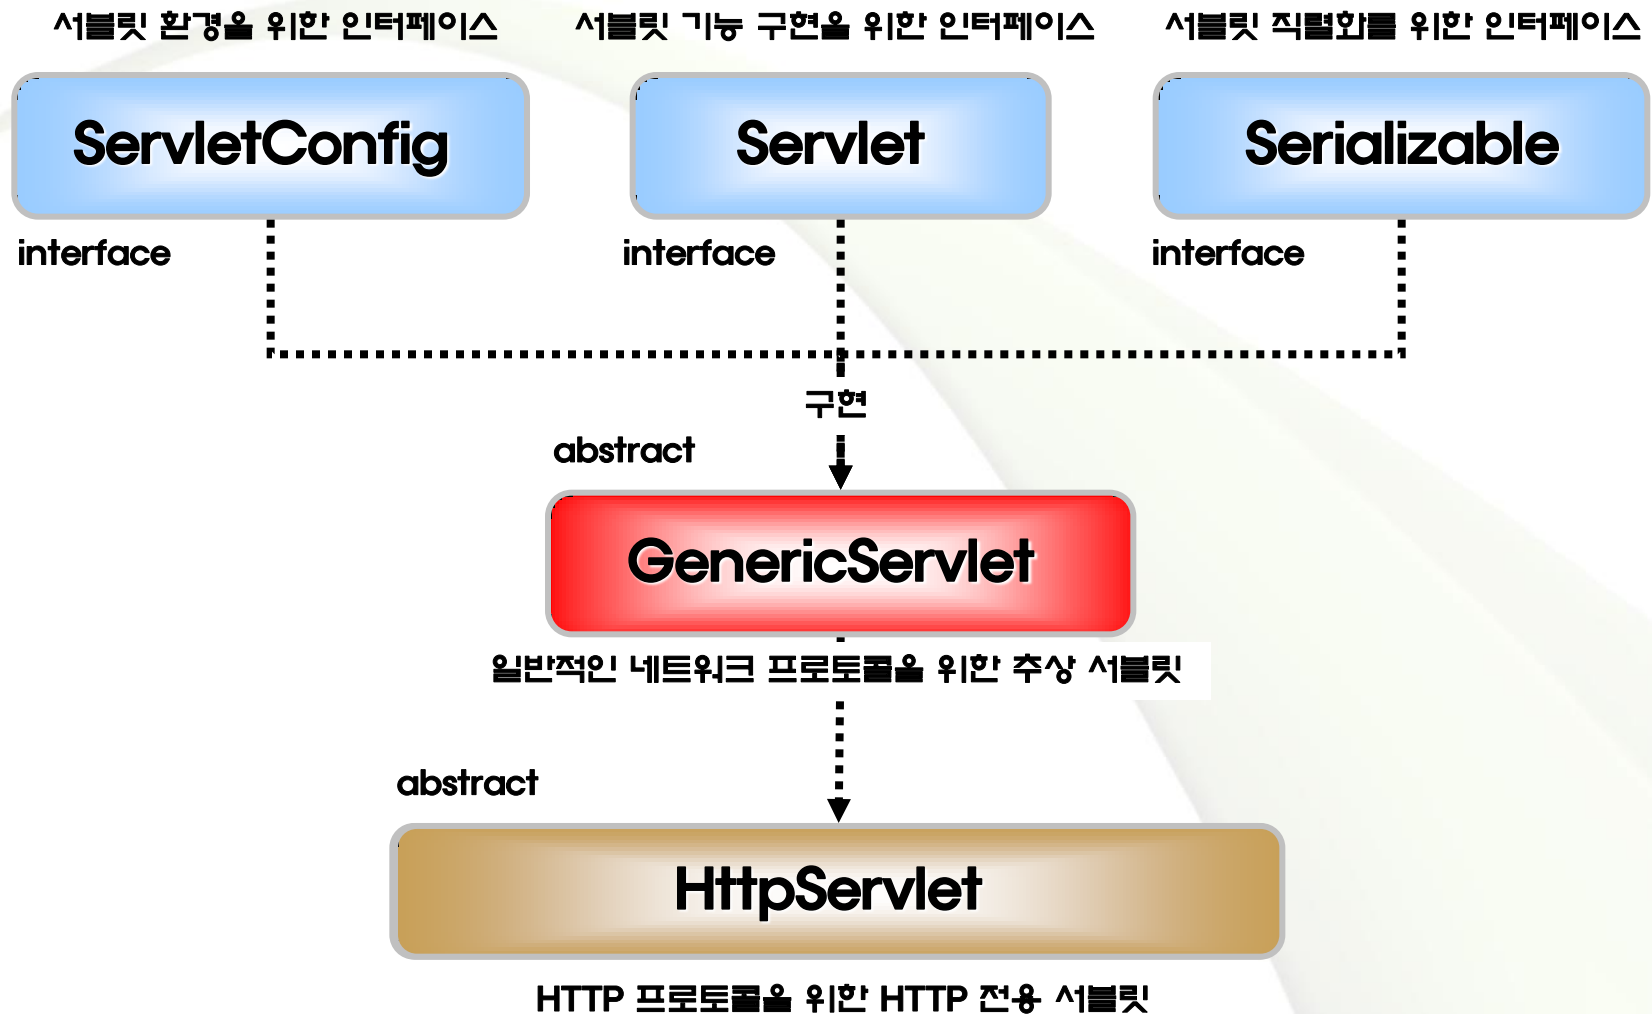 서블릿 환경을 위한 인터페이스
서블릿 기능 구현을 위한 인터페이스
서블릿 직렬화를 위한 인터페이스
ServletConfig
Servlet
Serializable
interface
interface
interface
구현
abstract
GenericServlet
일반적인 네트워크 프로토콜을 위한 추상 서블릿
abstract
HttpServlet
HTTP 프로토콜을 위한 HTTP 전용 서블릿